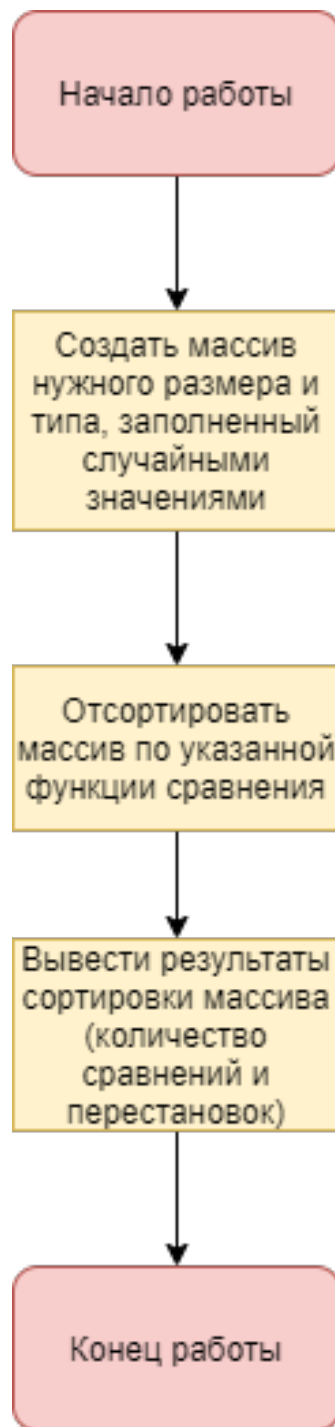 Начало работы
Создать массив
нужного размера и
типа, заполненный
случайными
значениями
Отсортировать
массив по указанной
функции сравнения
Вывести результаты
сортировки массива
(количество
сравнений и
перестановок)
Конец работы